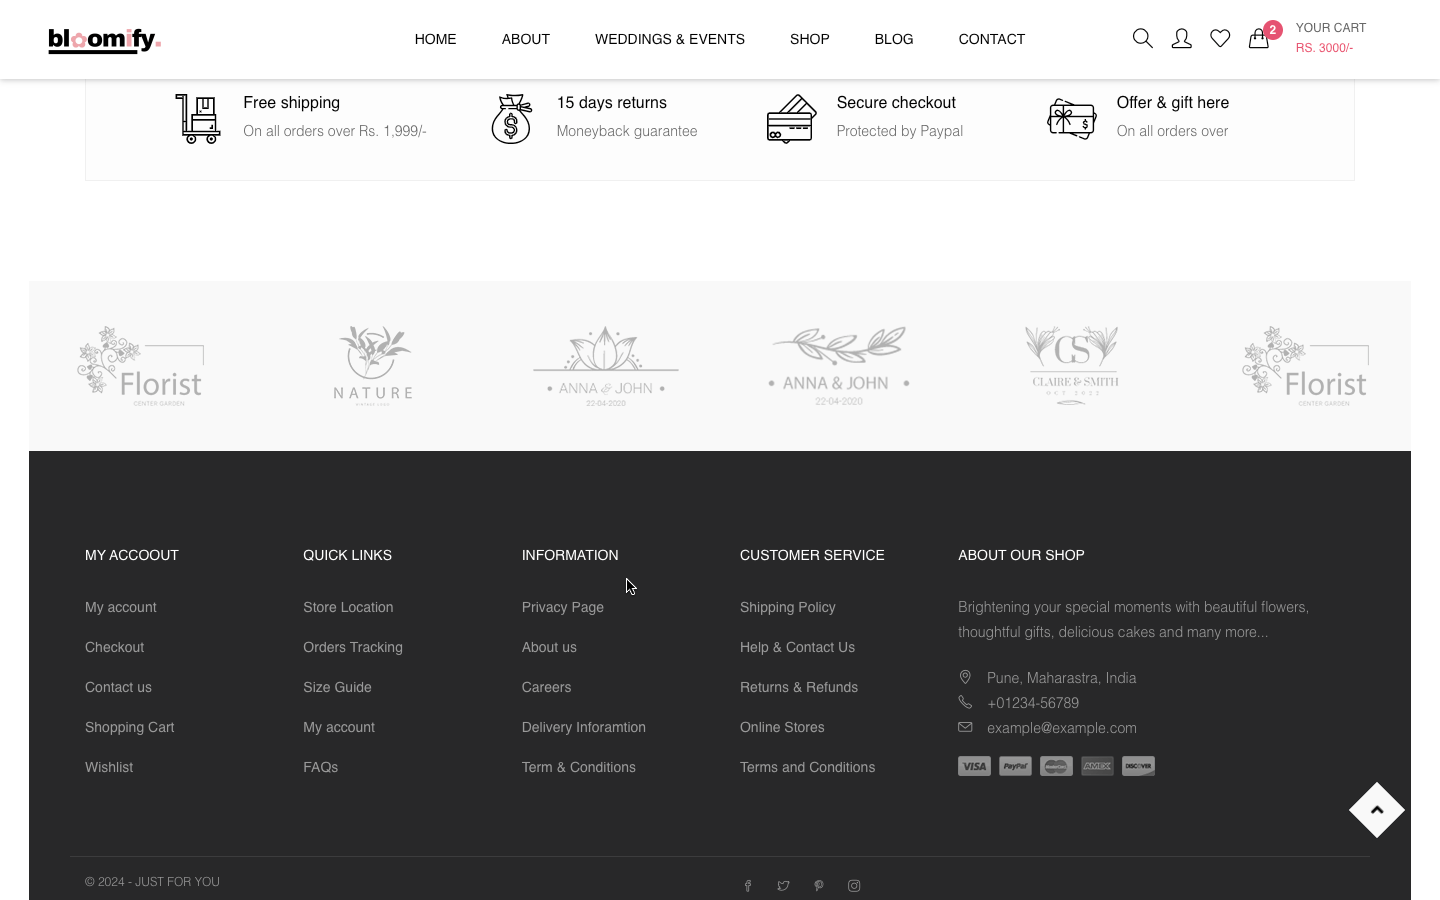 bloomify.
HOME
ABOUT
WEDDINGS & EVENTS
SHOP
BLOG
CONTACT
2
YOUR CART
RS. 3000/-
Free shipping
On all orders over Rs. 1,999/-
15 days returns
Moneyback guarantee
Secure checkout
Protected by Paypal
Offer & gift here
On all orders over
Florist
CENTER GARDEN
NATURE
ANNA & JOHN
22-04-2020
ANNA & JOHN
22-04-2020
CS
CLAIRE & SMITH
OCT.2022
Florist
CENTER GARDEN
MY ACCOOUT
My account
Checkout
Contact us
Shopping Cart
Wishlist
QUICK LINKS
Store Location
Orders Tracking
Size Guide
My account
FAQs
INFORMATION
Privacy Page
About us
Careers
Delivery Inforamtion
Term & Conditions
CUSTOMER SERVICE
Shipping Policy
Help & Contact Us
Returns & Refunds
Online Stores
Terms and Conditions
ABOUT OUR SHOP
Brightening your special moments with beautiful flowers,
thoughtful gifts, delicious cakes and many more...
Pune, Maharastra, India
+01234-56789
example@example.com
VISA
PayPal
MasterCard
AMEX
DISCOVER
© 2024 - JUST FOR YOU